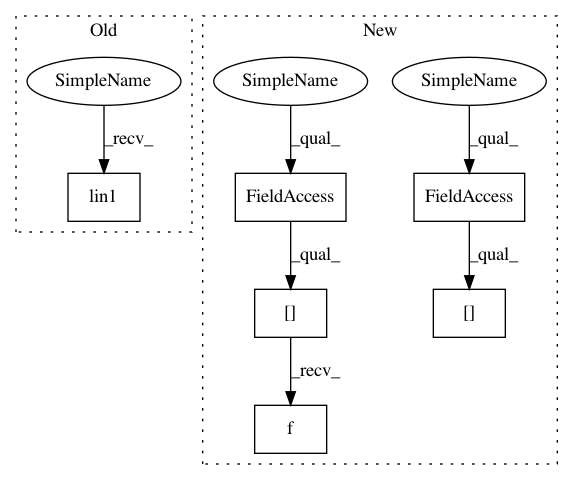 Old
New
SimpleName
SimpleName
SimpleName
_recv_
_qual_
_qual_
lin1
FieldAccess
FieldAccess
_qual_
_qual_
[]
[]
_recv_
f